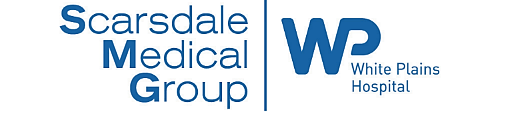 Scarsdale
Medical
Group
WP
White Plains
Hospital